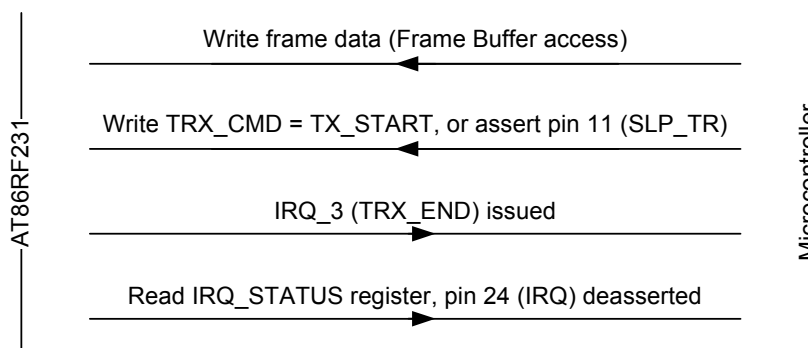 Write frame data (Frame Buffer access)
Write TRX_CMD = TX_START, or assert pin 11 (SLP_TR)
AT86RF231
IRQ_3 (TRX_END) issued
Read IRQ_STATUS register, pin 24 (IRQ) deasserted
Microcontroller